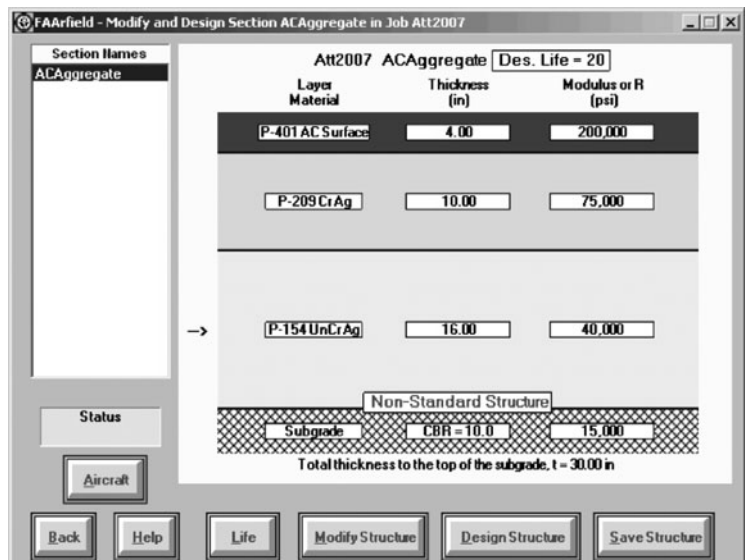 FAArfield - Modify and Design Section ACAggregate in Job Att2007
Section Names
ACAggregate
Att2007 ACAggregate Des. Life = 20
Layer Material Thickness (in) Modulus or R (psi)
P-401 AC Surface 4.00 200,000
P-209 CrAg 10.00 75,000
--> P-154 UnCrAg 16.00 40,000
Non-Standard Structure
Subgrade CBR = 10.0 15,000
Total thickness to the top of the subgrade, t = 30.00 in
Status
Aircraft
Back Help Life Modify Structure Design Structure Save Structure